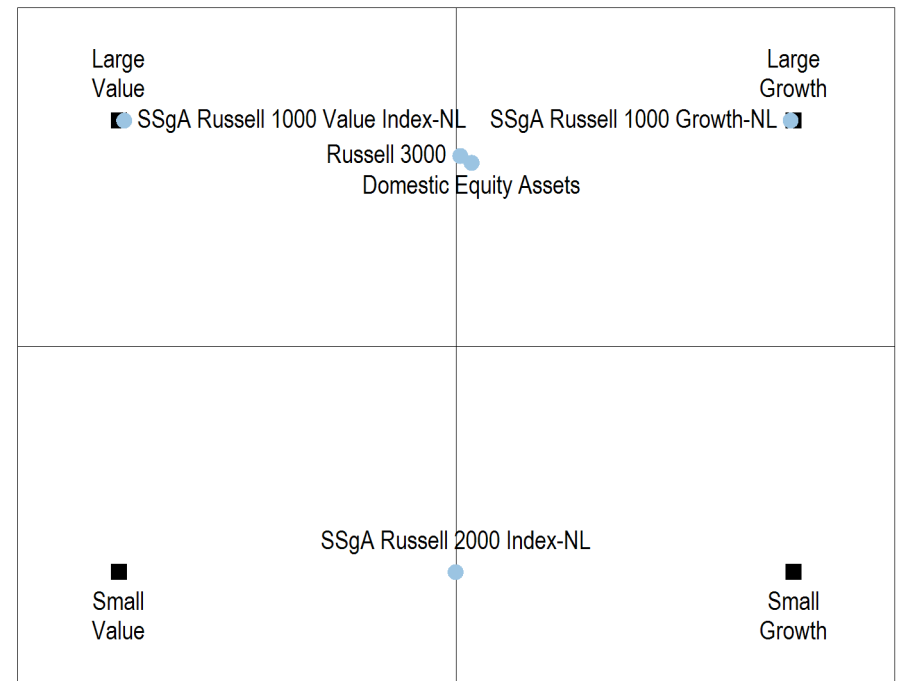 Large
Value
Large
Growth
SSgA Russell 1000 Value Index-NL
SSgA Russell 1000 Growth-NL
Russell 3000
Domestic Equity Assets
SSgA Russell 2000 Index-NL
Small
Value
Small
Growth